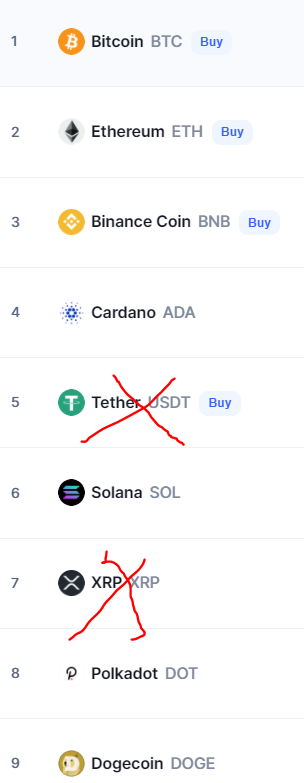 1 Bitcoin BTC Buy
2 Ethereum ETH Buy
3 Binance Coin BNB Buy
4 Cardano ADA
5 Tether USDT Buy
6 Solana SOL
7 XRP XRP
8 Polkadot DOT
9 Dogecoin DOGE